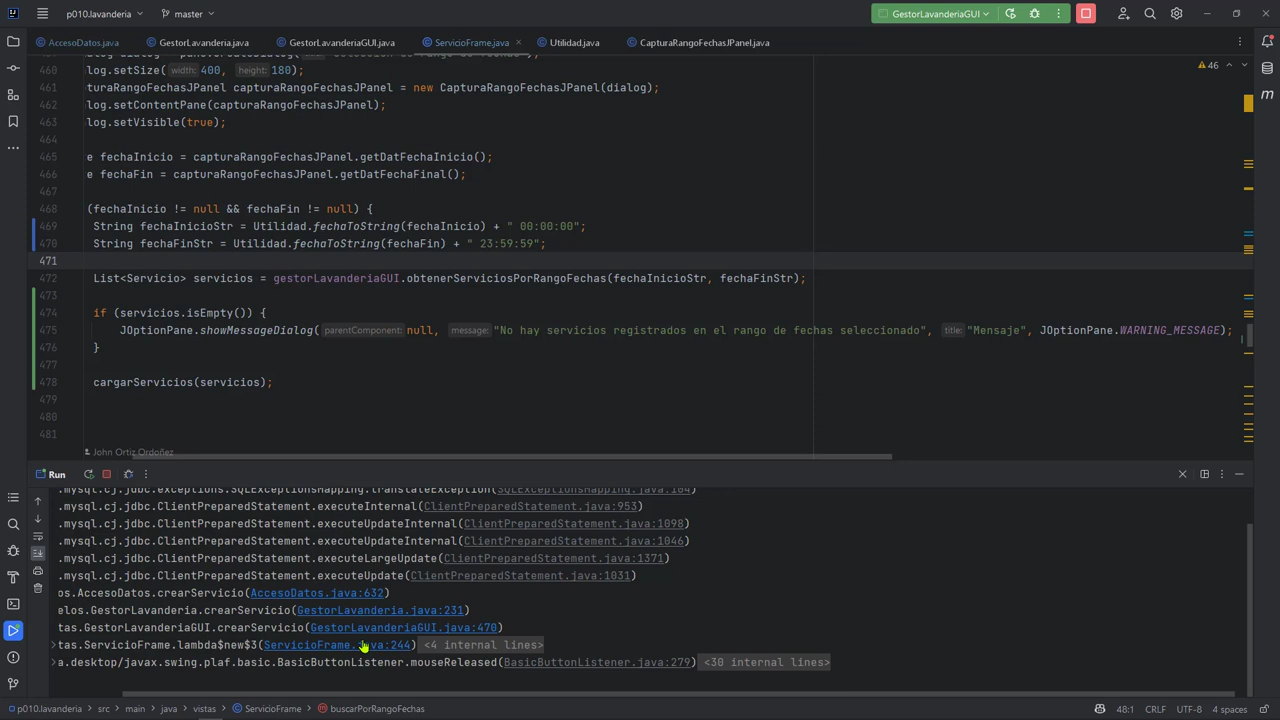 p010.lavanderia
master
GestorLavanderiaGUI
AccesoDatos.java
GestorLavanderia.java
GestorLavanderiaGUI.java
ServicioFrame.java
Utilidad.java
CapturaRangoFechasJPanel.java
46
460 log.setSize( width: 400, height: 180);
461 turaRangoFechasJPanel capturaRangoFechasJPanel = new CapturaRangoFechasJPanel(dialog);
462 log.setContentPane(capturaRangoFechasJPanel);
463 log.setVisible(true);
464
465 e fechaInicio = capturaRangoFechasJPanel.getDatFechaInicio();
466 e fechaFin = capturaRangoFechasJPanel.getDatFechaFinal();
467
468 (fechaInicio != null && fechaFin != null) {
469 String fechaInicioStr = Utilidad.fechaToString(fechaInicio) + " 00:00:00";
470 String fechaFinStr = Utilidad.fechaToString(fechaFin) + " 23:59:59";
471
472 List<Servicio> servicios = gestorLavanderiaGUI.obtenerServiciosPorRangoFechas(fechaInicioStr, fechaFinStr);
473
474 if (servicios.isEmpty()) {
475 JOptionPane.showMessageDialog( parentComponent: null, message: "No hay servicios registrados en el rango de fechas seleccionado", title: "Mensaje", JOptionPane.WARNING_MESSAGE);
476 }
477
478 cargarServicios(servicios);
479
480
481
John Ortiz Ordoñez
Run
.mysql.cj.jdbc.exceptions.SQLExceptionsMapping.translateException(SQLExceptionsMapping.java:104)
.mysql.cj.jdbc.ClientPreparedStatement.executeInternal(ClientPreparedStatement.java:953)
.mysql.cj.jdbc.ClientPreparedStatement.executeUpdateInternal(ClientPreparedStatement.java:1098)
.mysql.cj.jdbc.ClientPreparedStatement.executeUpdateInternal(ClientPreparedStatement.java:1046)
.mysql.cj.jdbc.ClientPreparedStatement.executeLargeUpdate(ClientPreparedStatement.java:1371)
.mysql.cj.jdbc.ClientPreparedStatement.executeUpdate(ClientPreparedStatement.java:1031)
os.AccesoDatos.crearServicio(AccesoDatos.java:632)
elos.GestorLavanderia.crearServicio(GestorLavanderia.java:231)
tas.GestorLavanderiaGUI.crearServicio(GestorLavanderiaGUI.java:470)
tas.ServicioFrame.lambda$new$3(ServicioFrame.java:244) <4 internal lines>
a.desktop/javax.swing.plaf.basic.BasicButtonListener.mouseReleased(BasicButtonListener.java:279) <30 internal lines>
p010.lavanderia > src > main > java > vistas > ServicioFrame > buscarPorRangoFechas
48:1 CRLF UTF-8 4 spaces